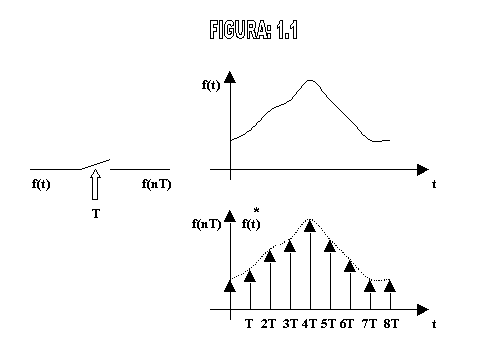 FIGURA: 1.1
f(t)
t
f(t) f(nT)
T
f(nT) f(t)*
T 2T 3T 4T 5T 6T 7T 8T t